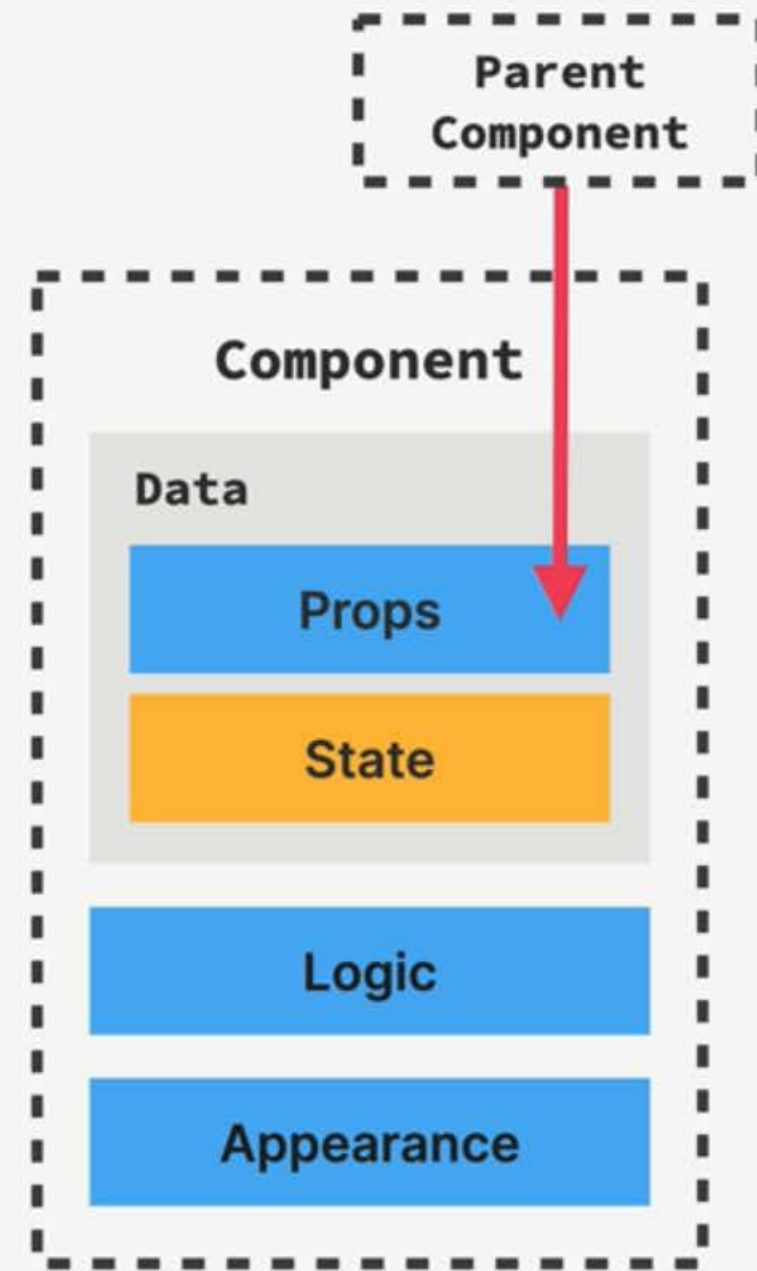 Parent
Component
Component
Data
Props
State
Logic
Appearance